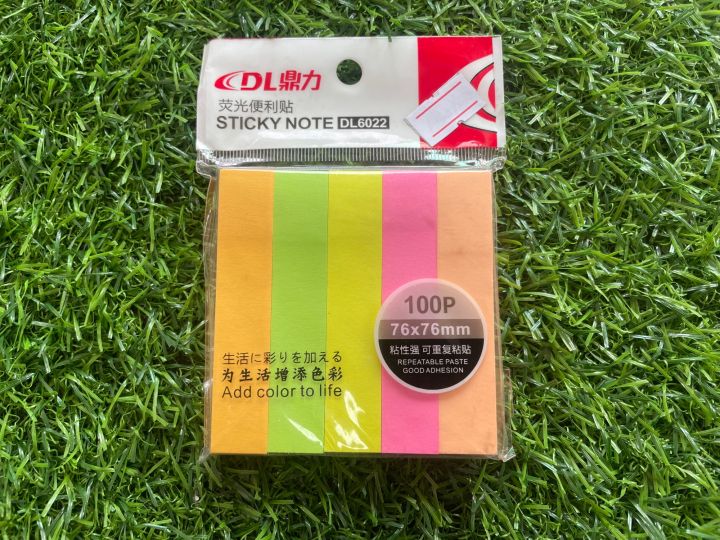 DL鼎力
荧光便利贴
STICKY NOTE DL6022
100P
76x76mm
粘性强 可重复粘贴
REPEATABLE PASTE
GOOD ADHESION
生活に彩りを加える
为生活增添色彩
Add color to life